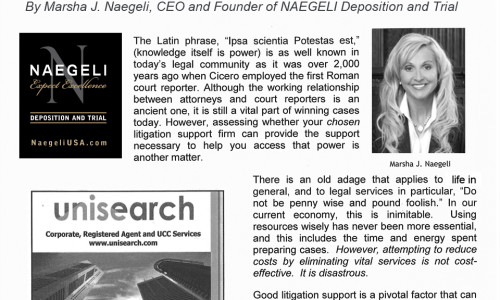 By Marsha J. Naegeli, CEO and Founder of NAEGELI Deposition and Trial
N
NAEGELI
Expect Excellence
DEPOSITION AND TRIAL
NaegeliUSA.com
The Latin phrase, “Ipsa scientia Potestas est,”
(knowledge itself is power) is as well known in
today’s legal community as it was over 2,000
years ago when Cicero employed the first Roman
court reporter. Although the working relationship
between attorneys and court reporters is an
ancient one, it is still a vital part of winning cases
today. However, assessing whether your chosen
litigation support firm can provide the support
necessary to help you access that power is
another matter.
Marsha J. Naegeli
unisearch
Corporate, Registered Agent and UCC Services
www.unisearch.com
There is an old adage that applies to life in
general, and to legal services in particular, “Do
not be penny wise and pound foolish.” In our
current economy, this is inimitable. Using
resources wisely has never been more essential,
and this includes the time and energy spent
preparing cases. However, attempting to reduce
costs by eliminating vital services is not cost-
effective. It is disastrous.
Good litigation support is a pivotal factor that can